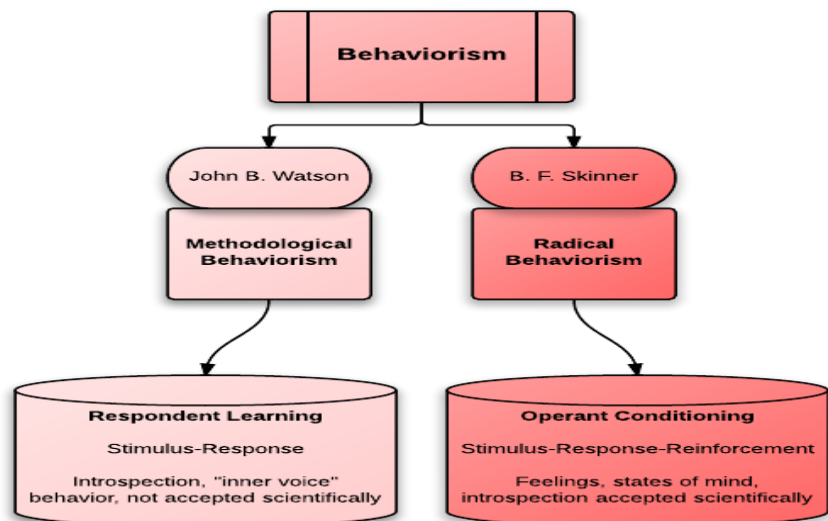 Behaviorism
John B. Watson
B. F. Skinner
Methodological
Behaviorism
Radical
Behaviorism
Respondent Learning
Stimulus-Response
Introspection, "inner voice"
behavior, not accepted scientifically
Operant Conditioning
Stimulus-Response-Reinforcement
Feelings, states of mind,
introspection accepted scientifically